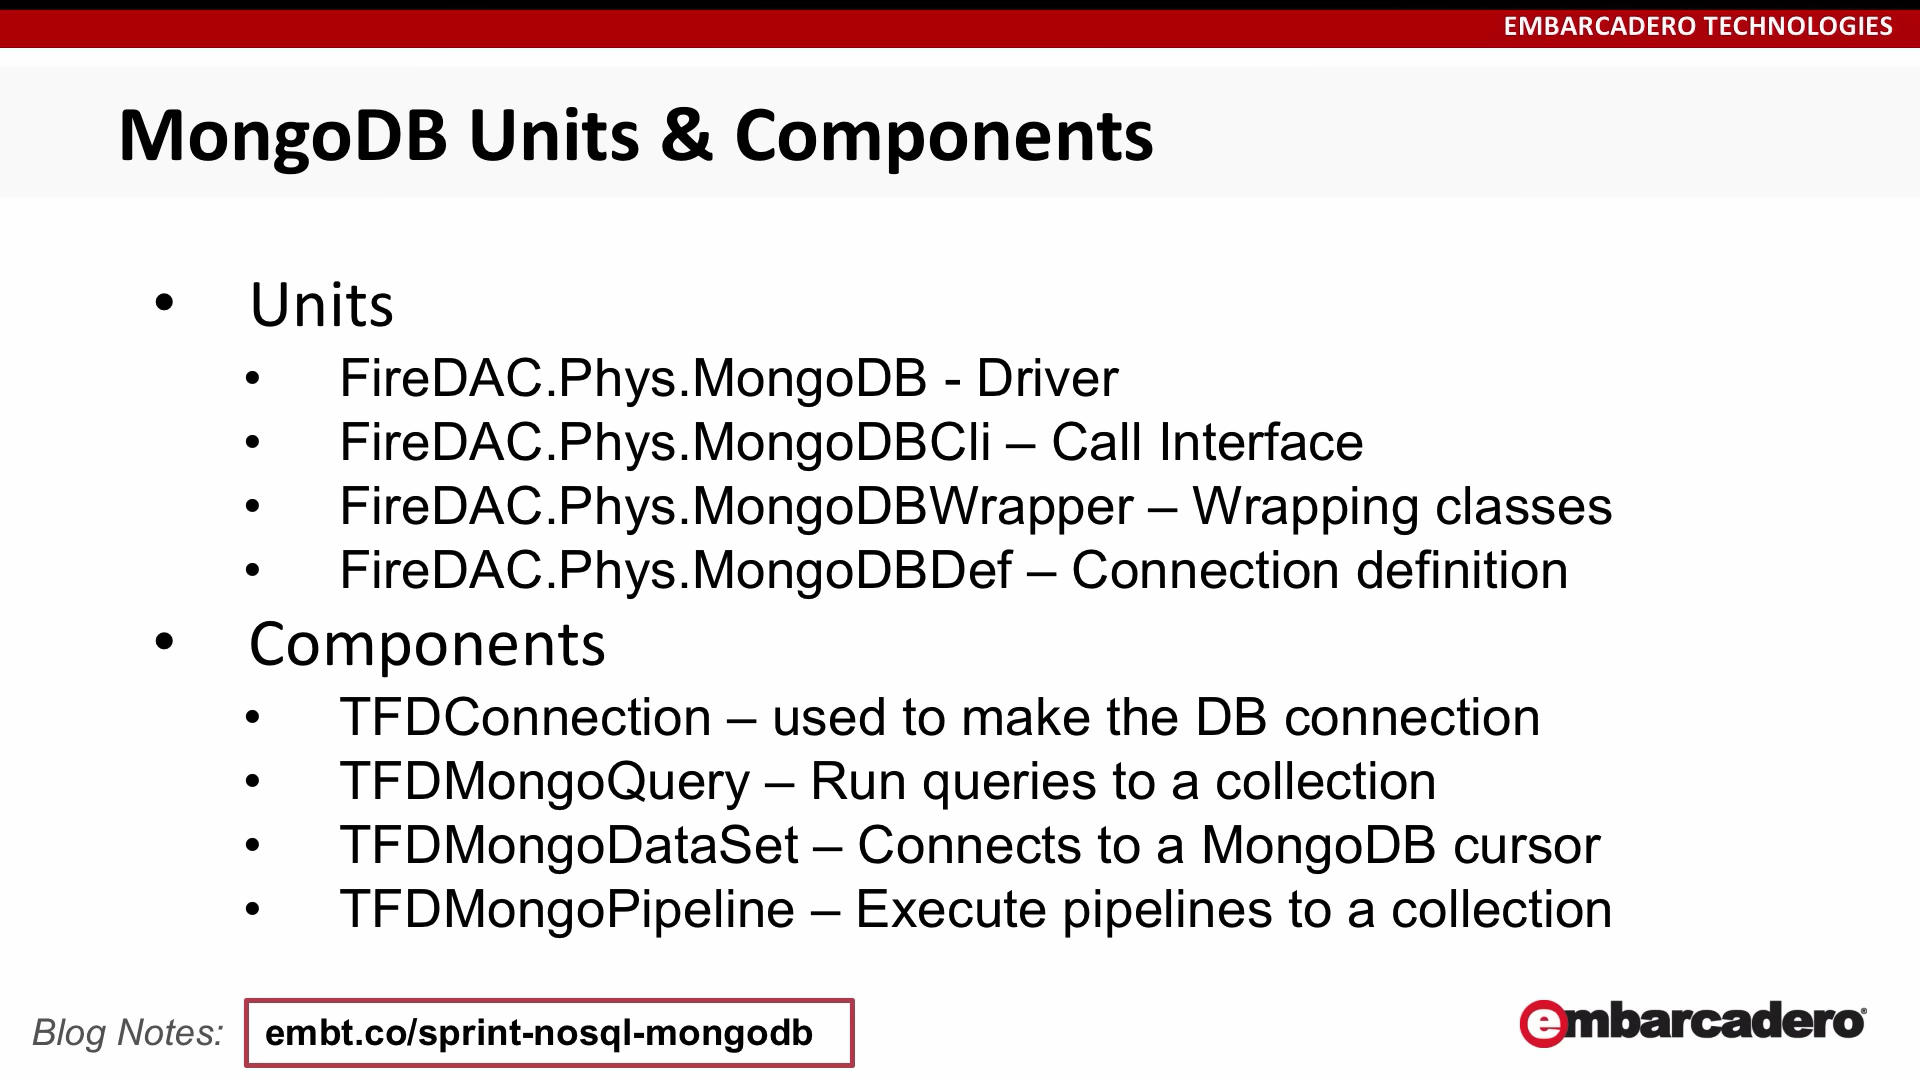 EMBARCADERO TECHNOLOGIES
MongoDB Units & Components
• Units
• FireDAC.Phys.MongoDB - Driver
• FireDAC.Phys.MongoDBCli – Call Interface
• FireDAC.Phys.MongoDBWrapper – Wrapping classes
• FireDAC.Phys.MongoDBDef – Connection definition
• Components
• TFDConnection – used to make the DB connection
• TFDMongoQuery – Run queries to a collection
• TFDMongoDataSet – Connects to a MongoDB cursor
• TFDMongoPipeline – Execute pipelines to a collection
Blog Notes: embt.co/sprint-nosql-mongodb
embarcadero®